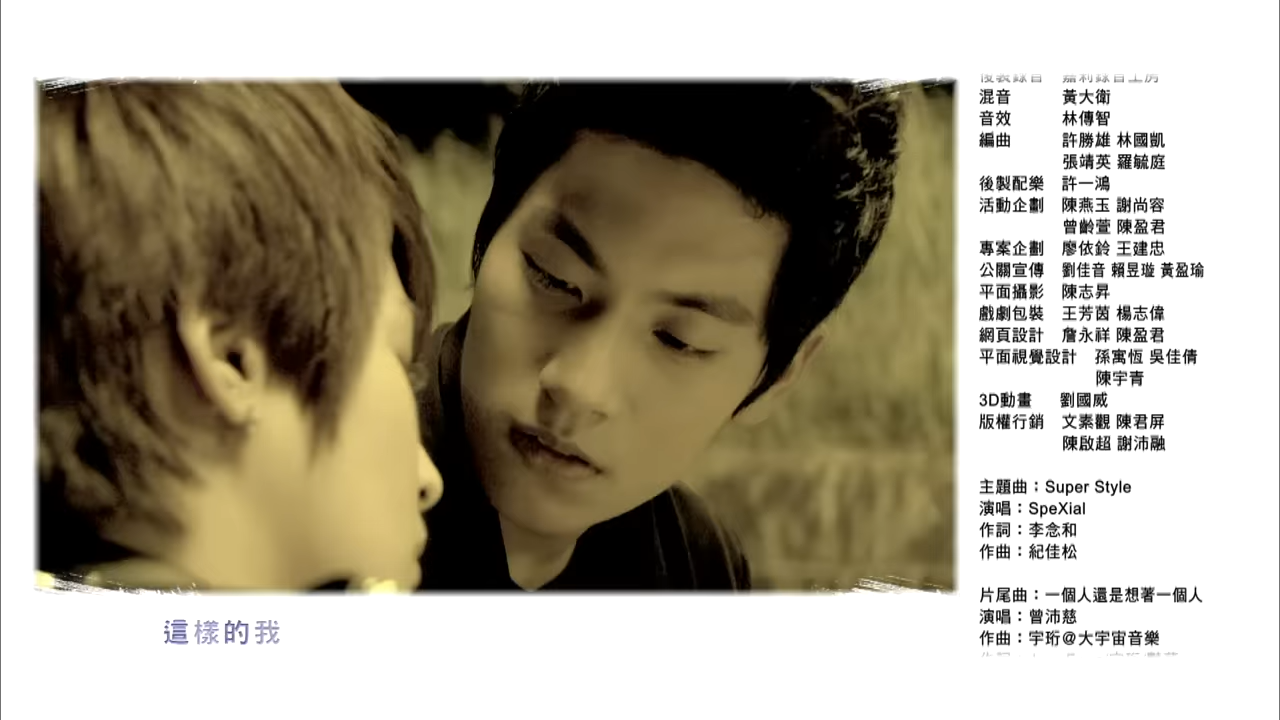 混音 黃大衛
音效 林傳智
編曲 許勝雄 林國凱
張靖英 羅毓庭
後製配樂 許一鴻
活動企劃 陳燕玉 謝尚容
曾齡萱 陳盈君
專案企劃 廖依鈴 王建忠
公關宣傳 劉佳音 賴昱璇 黃盈瑜
平面攝影 陳志昇
戲劇包裝 王芳茵 楊志偉
網頁設計 詹永祥 陳盈君
平面視覺設計 孫寓恆 吳佳倩
陳宇青
3D動畫 劉國威
版權行銷 文素觀 陳君屏
陳啟超 謝沛融
主題曲：Super Style
演唱：SpeXial
作詞：李念和
作曲：紀佳松
片尾曲：一個人還是想著一個人
演唱：曾沛慈
作曲：宇珩@大宇宙音樂
這樣的我